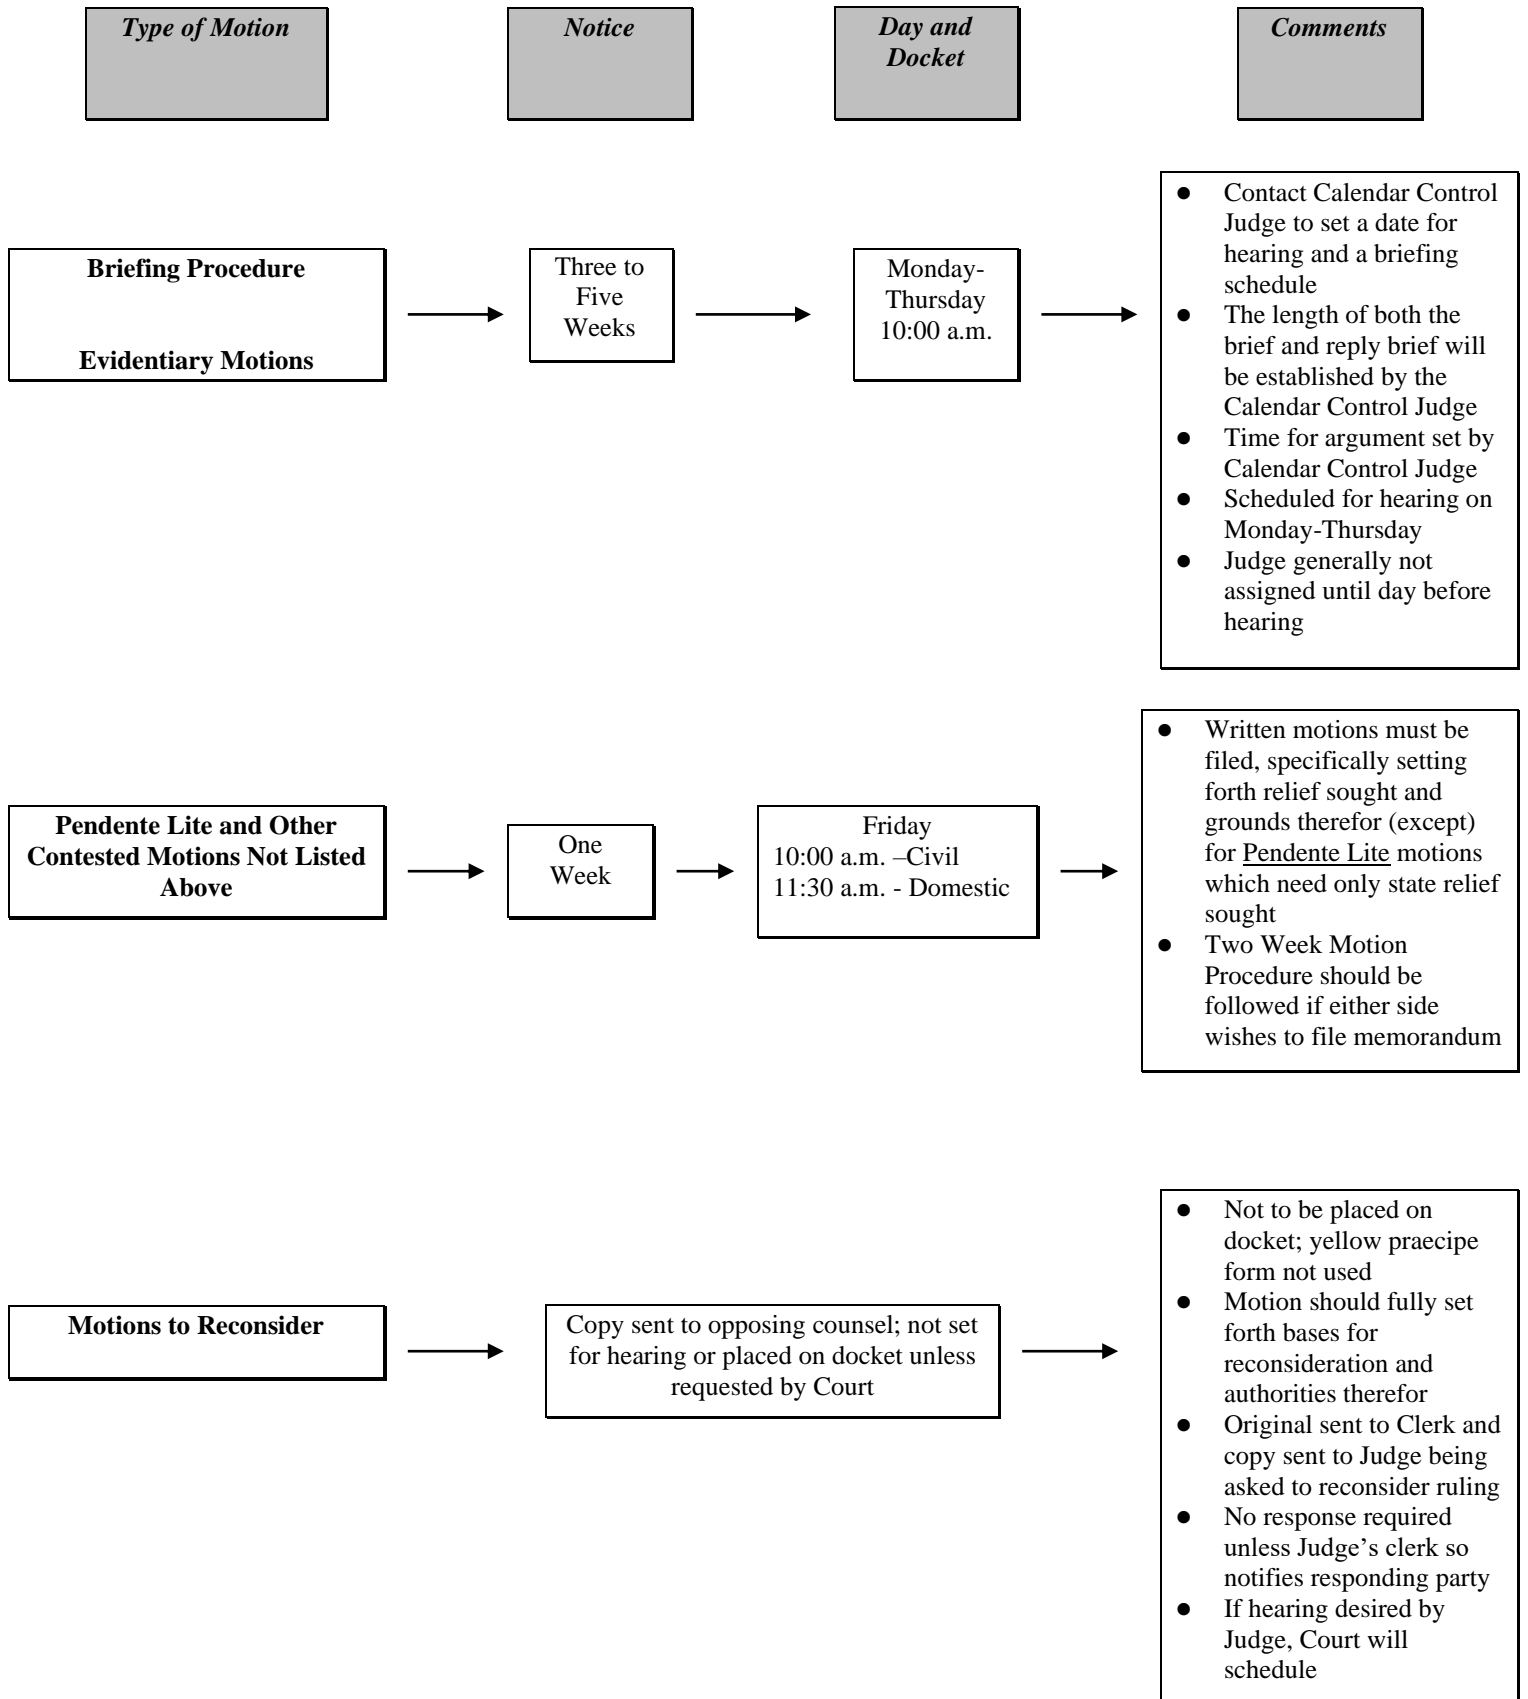 Type of Motion
Notice
Day and
Docket
Comments
Briefing Procedure
Evidentiary Motions
Three to
Five
Weeks
Monday-
Thursday
10:00 a.m.
● Contact Calendar Control
Judge to set a date for
hearing and a briefing
schedule
● The length of both the
brief and reply brief will
be established by the
Calendar Control Judge
● Time for argument set by
Calendar Control Judge
● Scheduled for hearing on
Monday-Thursday
● Judge generally not
assigned until day before
hearing
Pendente Lite and Other
Contested Motions Not Listed
Above
One
Week
Friday
10:00 a.m. –Civil
11:30 a.m. - Domestic
● Written motions must be
filed, specifically setting
forth relief sought and
grounds therefor (except)
for Pendente Lite motions
which need only state relief
sought
● Two Week Motion
Procedure should be
followed if either side
wishes to file memorandum
Motions to Reconsider
Copy sent to opposing counsel; not set
for hearing or placed on docket unless
requested by Court
● Not to be placed on
docket; yellow praecipe
form not used
● Motion should fully set
forth bases for
reconsideration and
authorities therefor
● Original sent to Clerk and
copy sent to Judge being
asked to reconsider ruling
● No response required
unless Judge’s clerk so
notifies responding party
● If hearing desired by
Judge, Court will
schedule